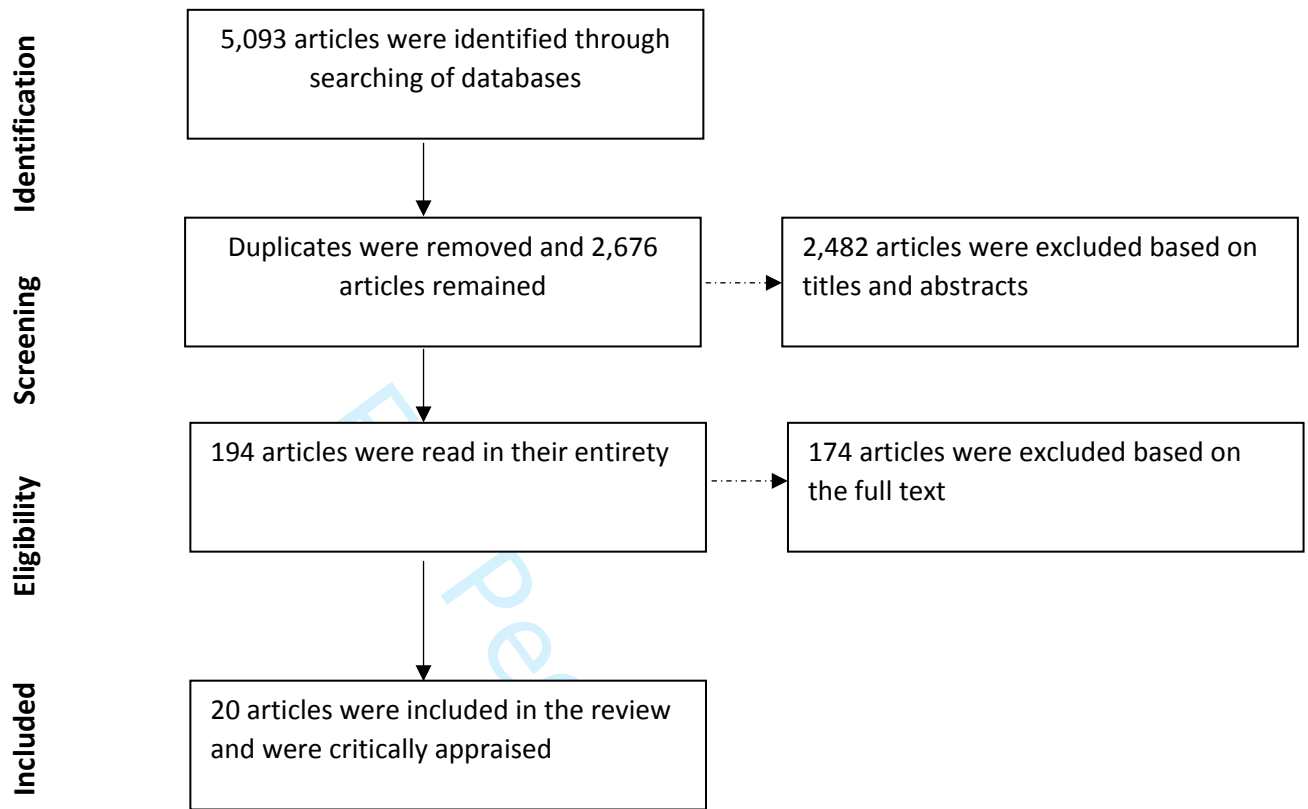 Identification
5,093 articles were identified through
searching of databases
Screening
Duplicates were removed and 2,676
articles remained
2,482 articles were excluded based on
titles and abstracts
Eligibility
194 articles were read in their entirety
174 articles were excluded based on
the full text
Included
20 articles were included in the review
and were critically appraised